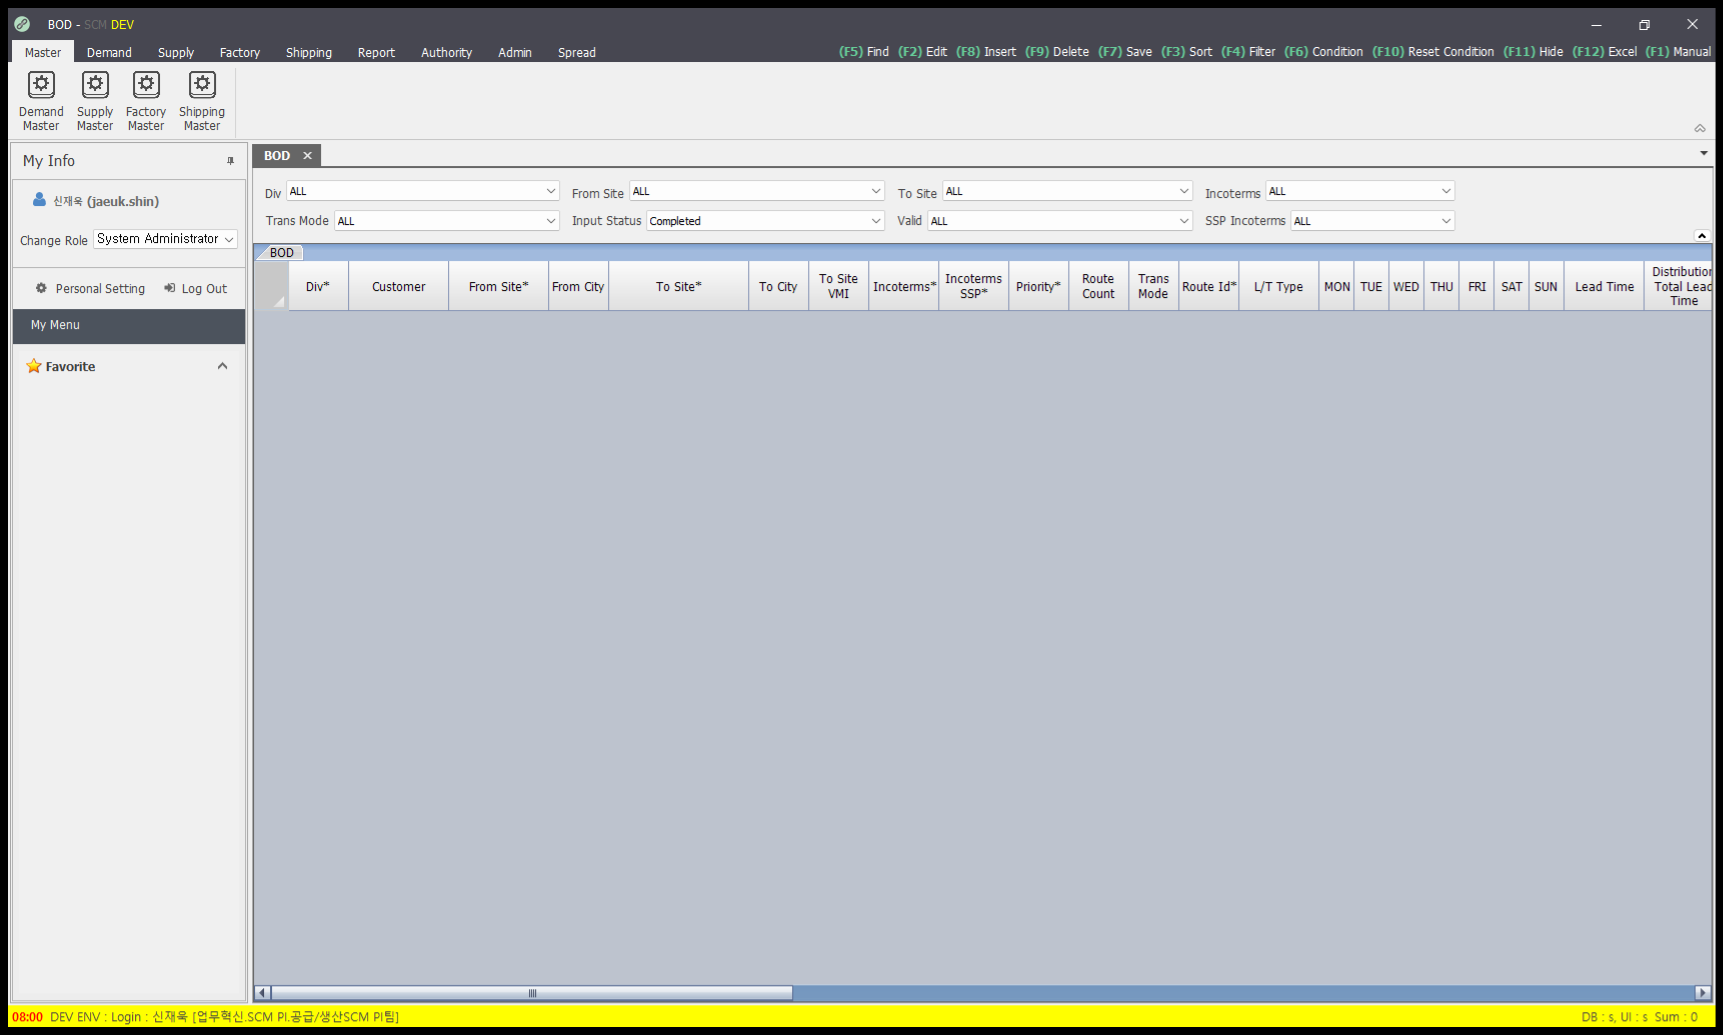 BOD - SCM DEV
Master Demand Supply Factory Shipping Report Authority Admin Spread (F5) Find (F2) Edit (F8) Insert (F9) Delete (F7) Save (F3) Sort (F4) Filter (F6) Condition (F10) Reset Condition (F11) Hide (F12) Excel (F1) Manual
Demand Master
Supply Master
Factory Master
Shipping Master
My Info
신재욱 (jaeuk.shin)
Change Role System Administrator
Personal Setting Log Out
My Menu
Favorite
BOD
Div ALL From Site ALL To Site ALL Incoterms ALL
Trans Mode ALL Input Status Completed Valid ALL SSP Incoterms ALL
BOD
Div* Customer From Site* From City To Site* To City To Site VMI Incoterms* Incoterms SSP* Priority* Route Count Trans Mode Route Id* L/T Type MON TUE WED THU FRI SAT SUN Lead Time Distribution Total Lead Time
08:00 DEV ENV : Login : 신재욱 [업무혁신.SCM PI.공급/생산SCM PI팀] DB : s, UI : s Sum : 0